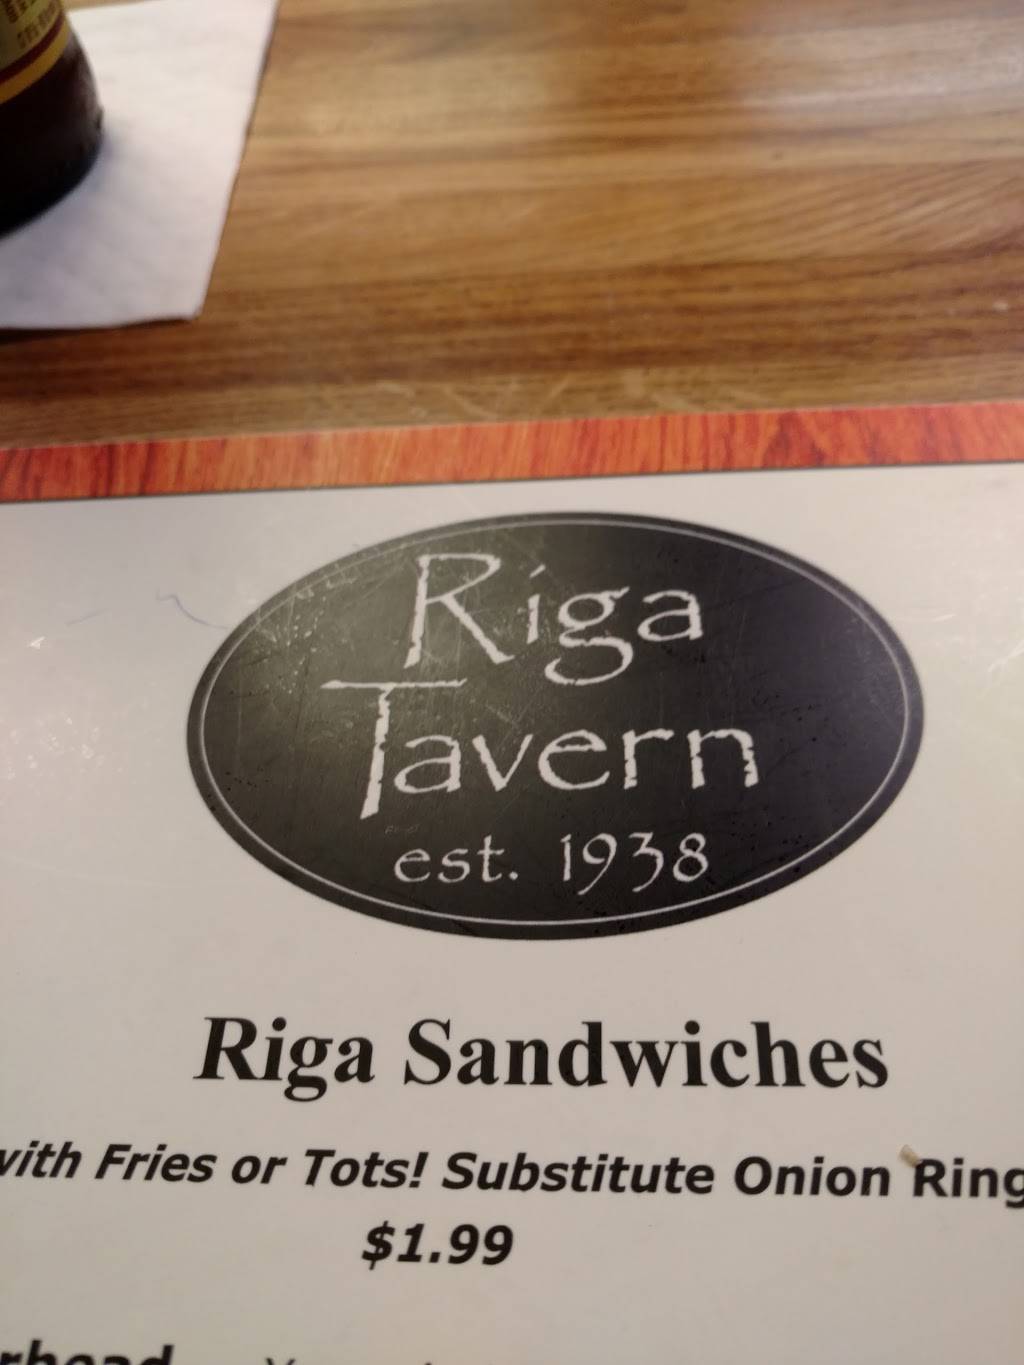 Riga
Tavern
est. 1938
Riga Sandwiches
with Fries or Tots! Substitute Onion Ring
$1.99